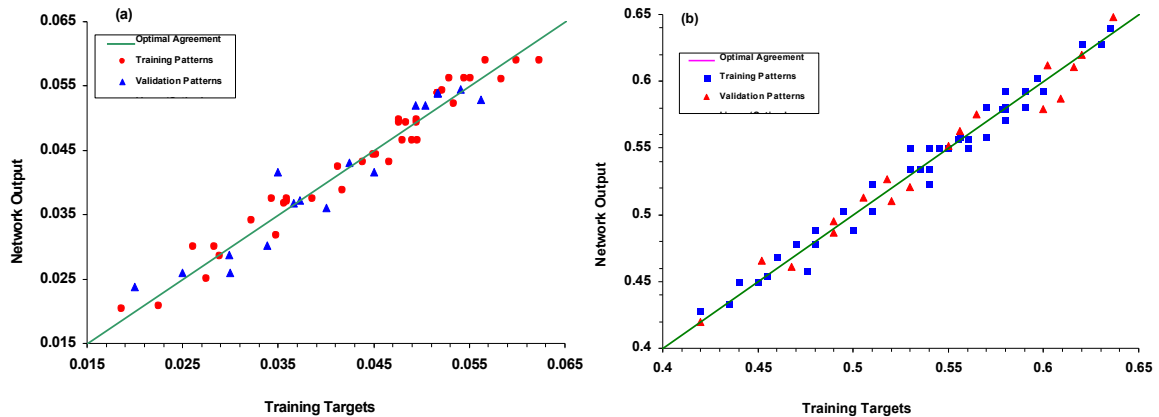 (a)
0.065
0.055
0.045
0.035
0.025
0.015
Network Output
Optimal Agreement
Training Patterns
Validation Patterns
0.015 0.025 0.035 0.045 0.055 0.065
Training Targets
(b)
0.65
0.6
0.55
0.5
0.45
0.4
Network Output
Optimal Agreement
Training Patterns
Validation Patterns
0.4 0.45 0.5 0.55 0.6 0.65
Training Targets